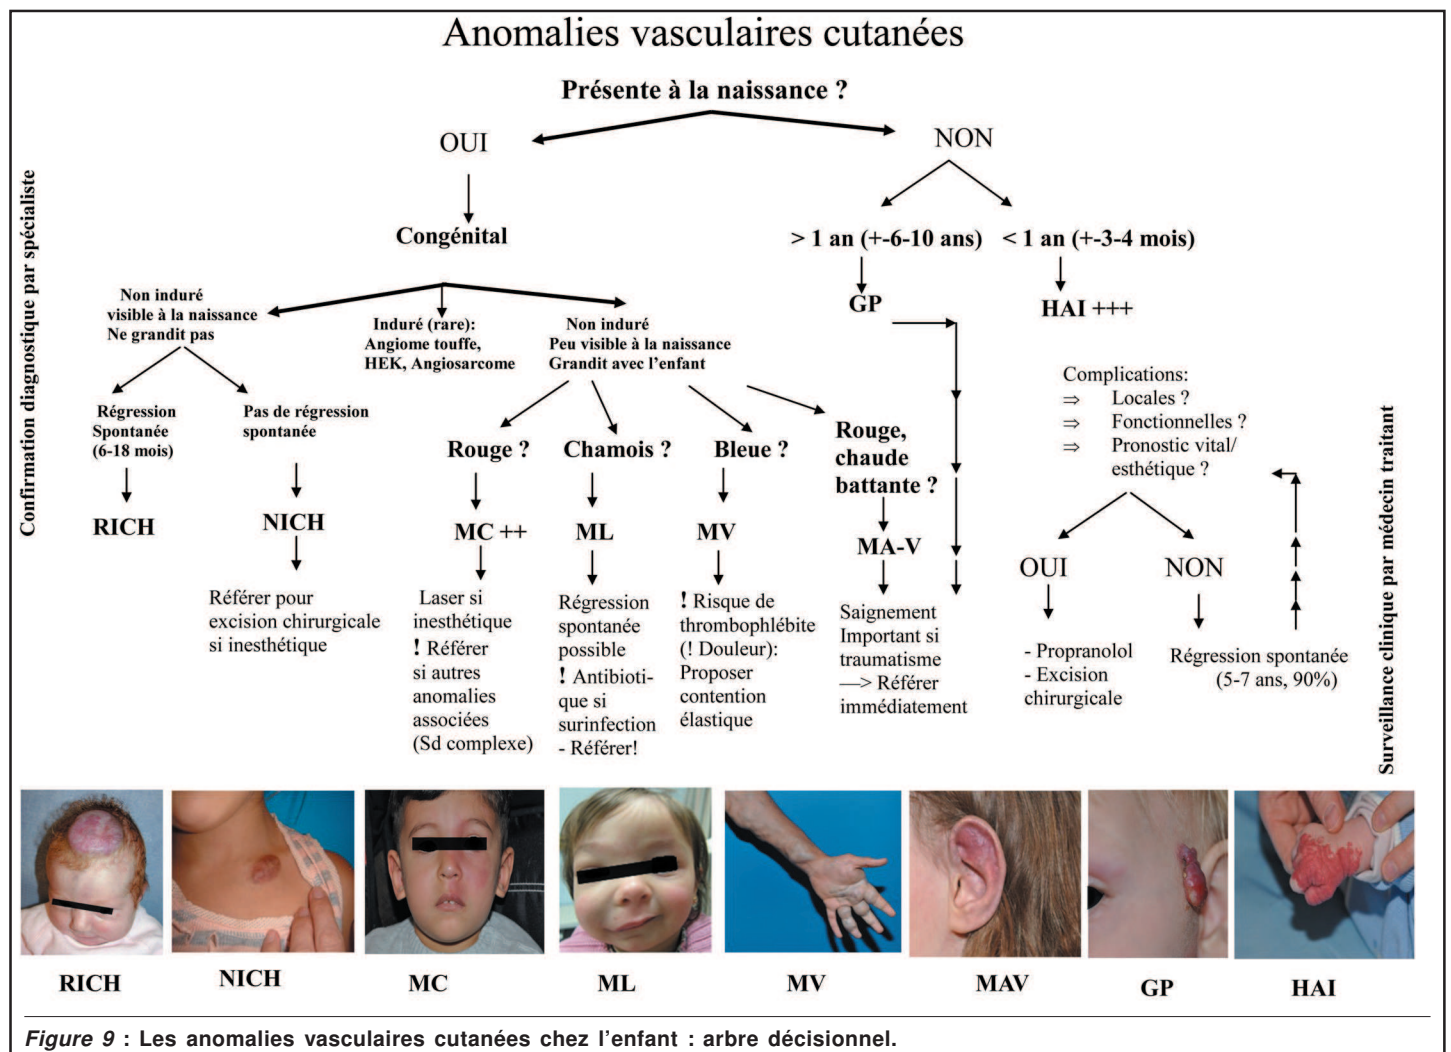 Anomalies vasculaires cutanées
Présente à la naissance ?
OUI
NON
Confirmation diagnostique par spécialiste
Congénital
> 1 an (+-6-10 ans)
< 1 an (+-3-4 mois)
Non induré
visible à la naissance
Ne grandit pas
Induré (rare):
Angiome touffe,
HEK, Angiosarcome
Non induré
Peu visible à la naissance
Grandit avec l'enfant
GP
HAI +++
Régression
Spontanée
(6-18 mois)
Pas de régression
spontanée
Rouge ?
Chamois ?
Bleue ?
Rouge,
chaude
battante ?
Complications:
⇒ Locales ?
⇒ Fonctionnelles ?
⇒ Pronostic vital/
esthétique ?
RICH
NICH
MC ++
ML
MV
MA-V
OUI
NON
Référer pour
excision chirurgicale
si inesthétique
Laser si
inesthétique
! Référer
si autres
anomalies
associées
(Sd complexe)
Régression
spontanée
possible
! Antibioti-
que si
surinfection
- Référer!
! Risque de
thrombophlébite
(! Douleur):
Proposer
contention
élastique
Saignement
Important si
traumatisme
—> Référer
immédiatement
- Propranolol
- Excision
chirurgicale
Régression spontanée
(5-7 ans, 90%)
Surveillance clinique par médecin traitant
RICH
NICH
MC
ML
MV
MAV
GP
HAI
Figure 9 : Les anomalies vasculaires cutanées chez l'enfant : arbre décisionnel.